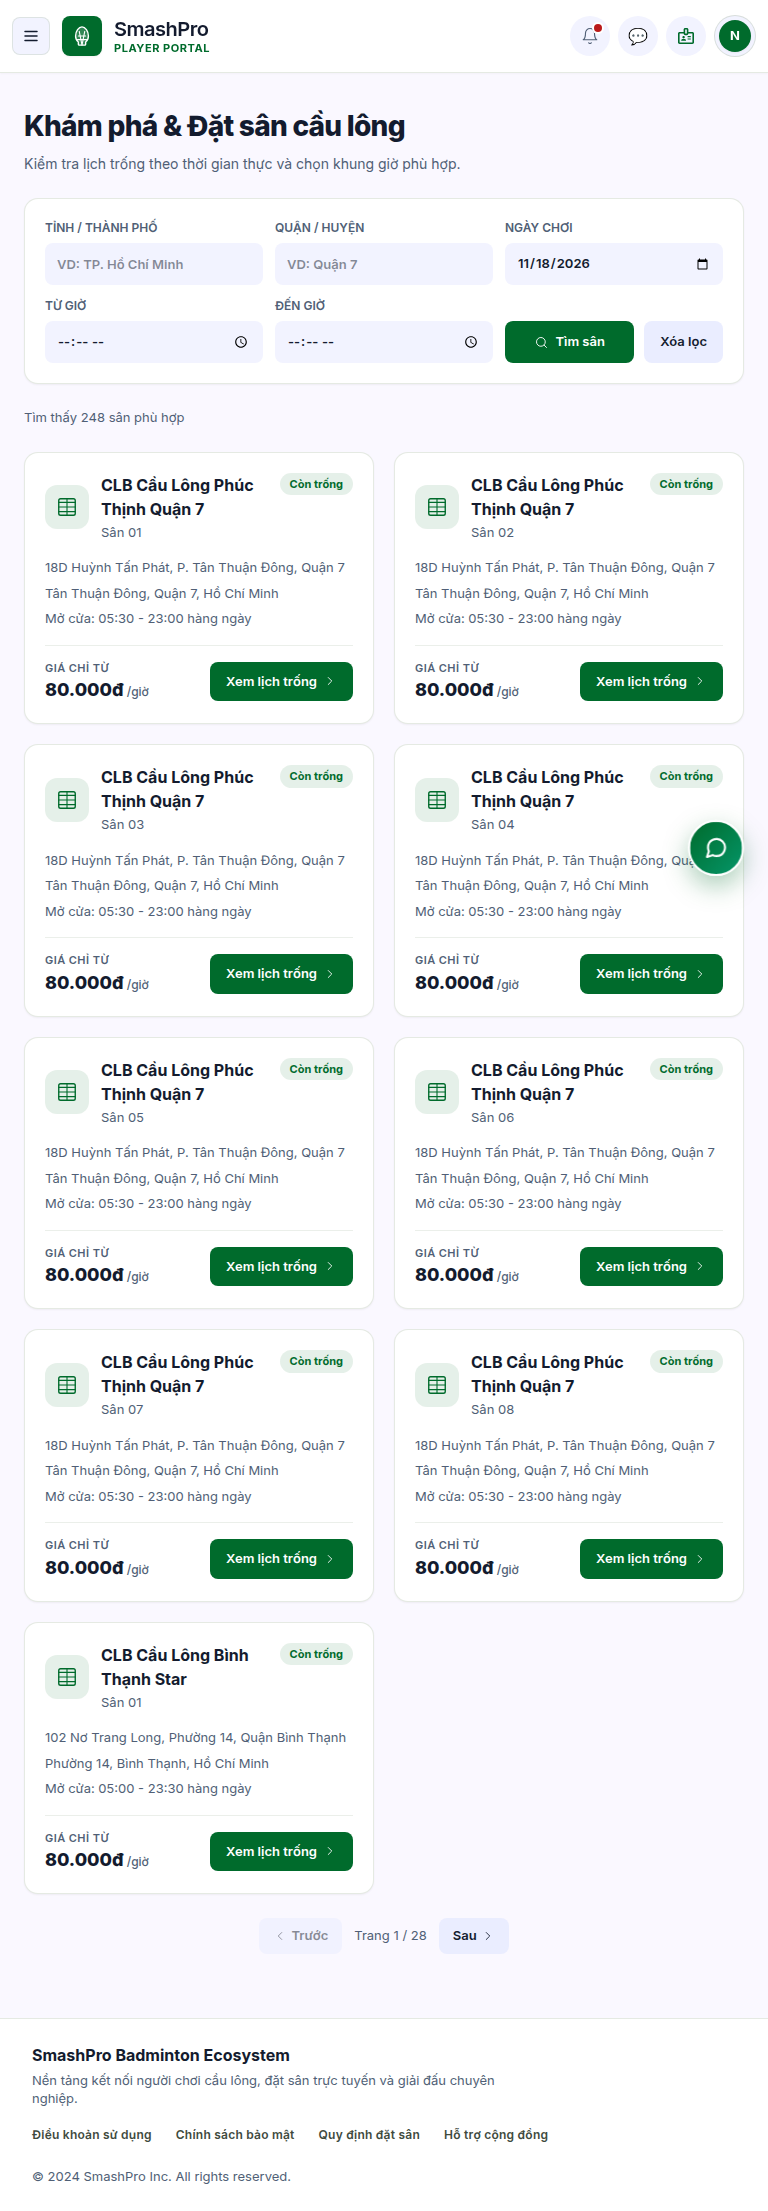 SmashPro
PLAYER PORTAL
N
Khám phá & Đặt sân cầu lông
Kiểm tra lịch trống theo thời gian thực và chọn khung giờ phù hợp.
TỈNH / THÀNH PHỐ
QUẬN / HUYỆN
NGÀY CHƠI
VD: TP. Hồ Chí Minh
VD: Quận 7
11/18/2026
TỪ GIỜ
ĐẾN GIỜ
--:-- --
--:-- --
Tìm sân
Xóa lọc
Tìm thấy 248 sân phù hợp
CLB Cầu Lông Phúc
Thịnh Quận 7
Còn trống
Sân 01
18D Huỳnh Tấn Phát, P. Tân Thuận Đông, Quận 7
Tân Thuận Đông, Quận 7, Hồ Chí Minh
Mở cửa: 05:30 - 23:00 hàng ngày
GIÁ CHỈ TỪ
80.000đ /giờ
Xem lịch trống
CLB Cầu Lông Phúc
Thịnh Quận 7
Còn trống
Sân 02
18D Huỳnh Tấn Phát, P. Tân Thuận Đông, Quận 7
Tân Thuận Đông, Quận 7, Hồ Chí Minh
Mở cửa: 05:30 - 23:00 hàng ngày
GIÁ CHỈ TỪ
80.000đ /giờ
Xem lịch trống
CLB Cầu Lông Phúc
Thịnh Quận 7
Còn trống
Sân 03
18D Huỳnh Tấn Phát, P. Tân Thuận Đông, Quận 7
Tân Thuận Đông, Quận 7, Hồ Chí Minh
Mở cửa: 05:30 - 23:00 hàng ngày
GIÁ CHỈ TỪ
80.000đ /giờ
Xem lịch trống
CLB Cầu Lông Phúc
Thịnh Quận 7
Còn trống
Sân 04
18D Huỳnh Tấn Phát, P. Tân Thuận Đông,
Tân Thuận Đông, Quận 7, Hồ Chí Minh
Mở cửa: 05:30 - 23:00 hàng ngày
GIÁ CHỈ TỪ
80.000đ /giờ
Xem lịch trống
CLB Cầu Lông Phúc
Thịnh Quận 7
Còn trống
Sân 05
18D Huỳnh Tấn Phát, P. Tân Thuận Đông, Quận 7
Tân Thuận Đông, Quận 7, Hồ Chí Minh
Mở cửa: 05:30 - 23:00 hàng ngày
GIÁ CHỈ TỪ
80.000đ /giờ
Xem lịch trống
CLB Cầu Lông Phúc
Thịnh Quận 7
Còn trống
Sân 06
18D Huỳnh Tấn Phát, P. Tân Thuận Đông, Quận 7
Tân Thuận Đông, Quận 7, Hồ Chí Minh
Mở cửa: 05:30 - 23:00 hàng ngày
GIÁ CHỈ TỪ
80.000đ /giờ
Xem lịch trống
CLB Cầu Lông Phúc
Thịnh Quận 7
Còn trống
Sân 07
18D Huỳnh Tấn Phát, P. Tân Thuận Đông, Quận 7
Tân Thuận Đông, Quận 7, Hồ Chí Minh
Mở cửa: 05:30 - 23:00 hàng ngày
GIÁ CHỈ TỪ
80.000đ /giờ
Xem lịch trống
CLB Cầu Lông Phúc
Thịnh Quận 7
Còn trống
Sân 08
18D Huỳnh Tấn Phát, P. Tân Thuận Đông, Quận 7
Tân Thuận Đông, Quận 7, Hồ Chí Minh
Mở cửa: 05:30 - 23:00 hàng ngày
GIÁ CHỈ TỪ
80.000đ /giờ
Xem lịch trống
CLB Cầu Lông Bình
Thạnh Star
Còn trống
Sân 01
102 Nơ Trang Long, Phường 14, Quận Bình Thạnh
Phường 14, Bình Thạnh, Hồ Chí Minh
Mở cửa: 05:00 - 23:30 hàng ngày
GIÁ CHỈ TỪ
80.000đ /giờ
Xem lịch trống
Trước
Trang 1 / 28
Sau
SmashPro Badminton Ecosystem
Nền tảng kết nối người chơi cầu lông, đặt sân trực tuyến và giải đấu chuyên
nghiệp.
Điều khoản sử dụng
Chính sách bảo mật
Quy định đặt sân
Hỗ trợ cộng đồng
© 2024 SmashPro Inc. All rights reserved.